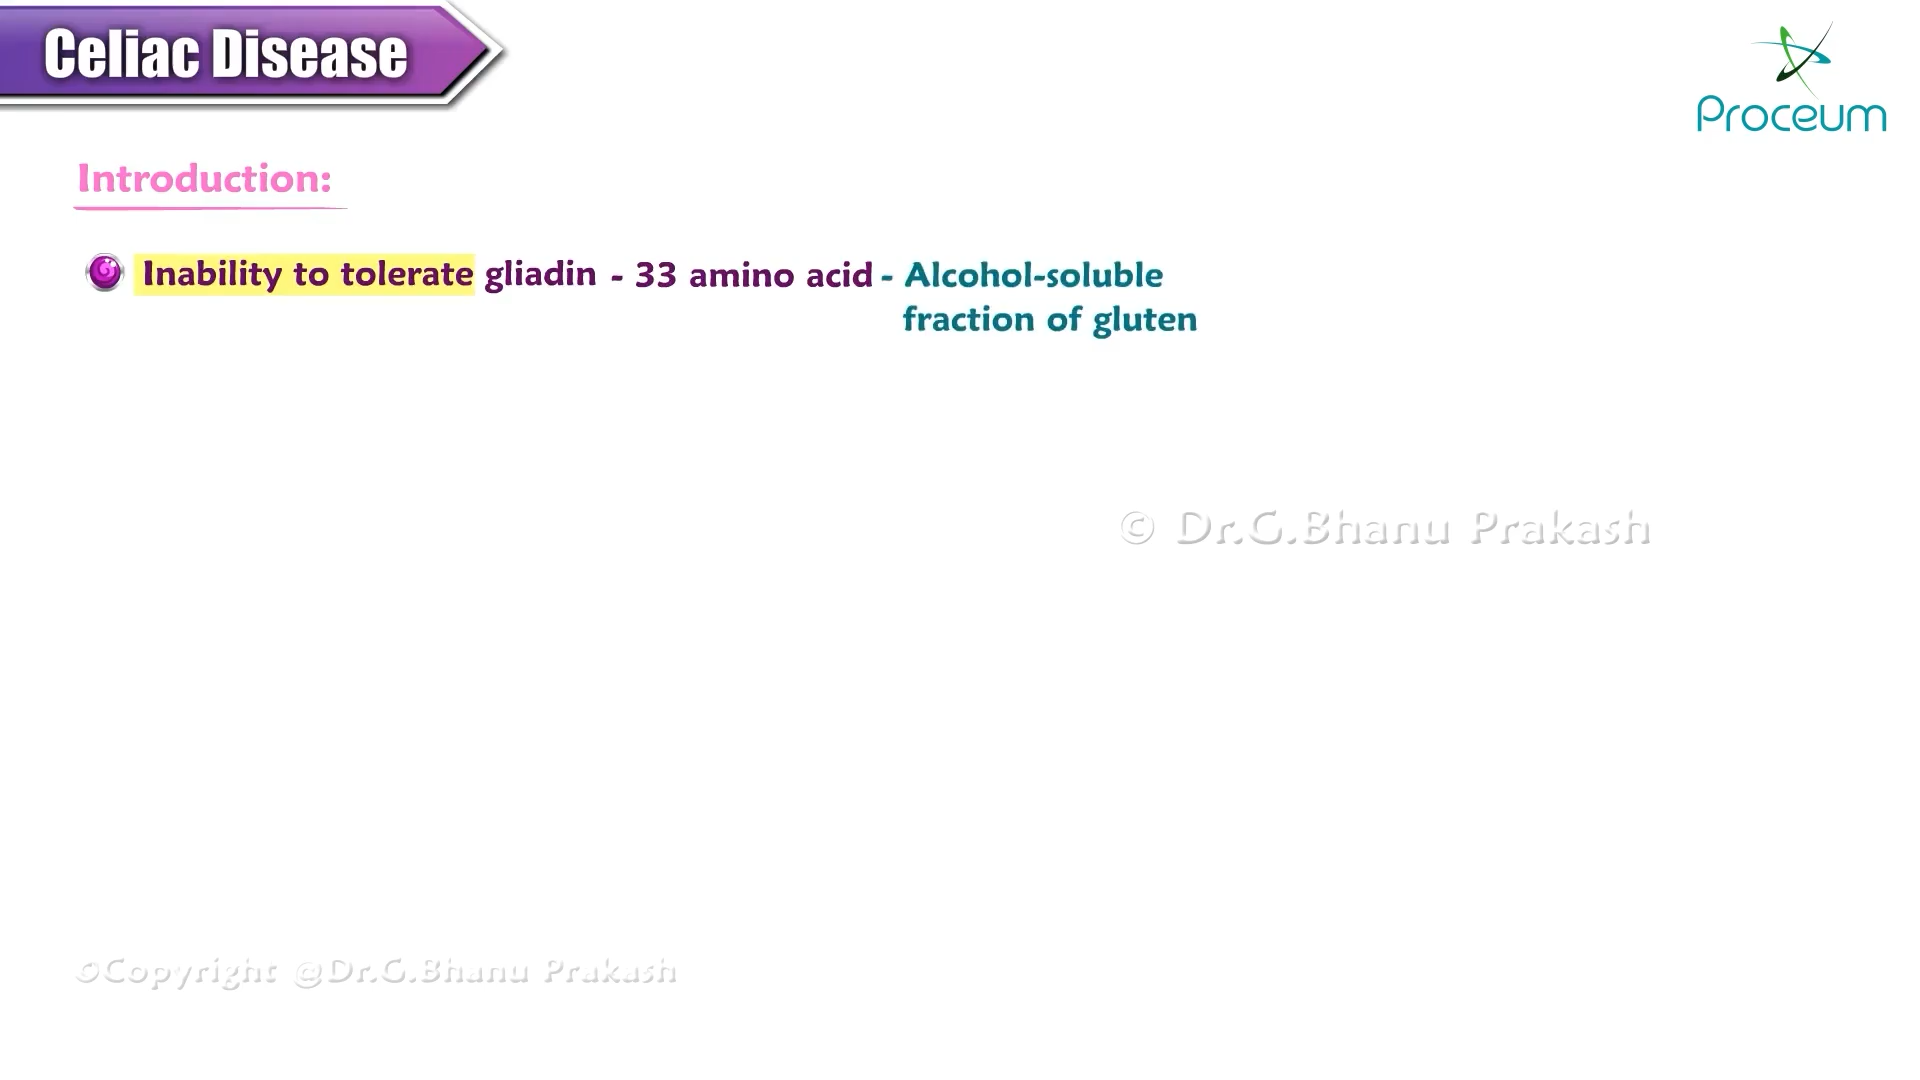 Celiac Disease
Proceum
Introduction:
Inability to tolerate gliadin - 33 amino acid - Alcohol-soluble
fraction of gluten
© Dr.G.Bhanu Prakash
©Copyright @Dr.G.Bhanu Prakash